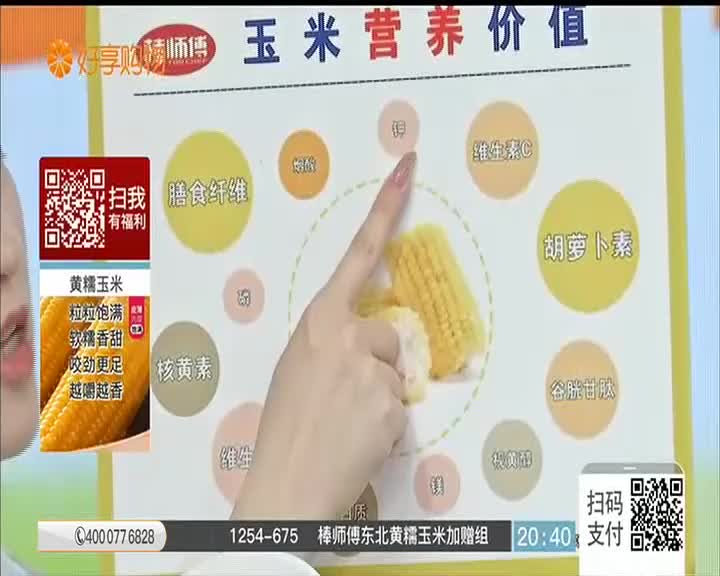 好享购物
棒师傅
玉米营养价值
钾
烟酸
维生素C
膳食纤维
胡萝卜素
扫我
有福利
黄糯玉米
粒粒饱满
软糯香甜
咬劲更足
越嚼越香
核黄素
谷胱甘肽
维生
镁
扫码
支付
400 077 6828
1254-675 棒师傅东北黄糯玉米加赠组
20:40